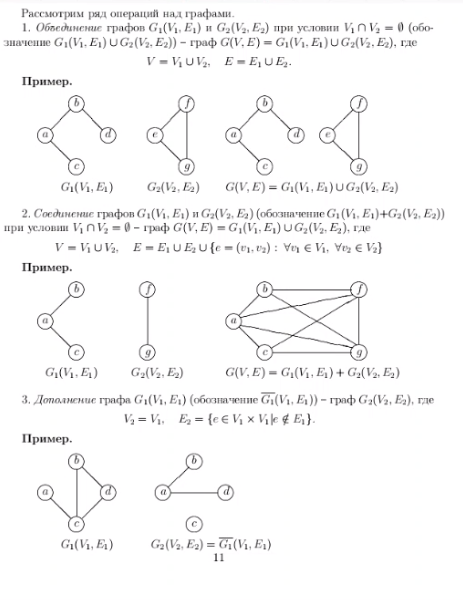 Рассмотрим ряд операций над графами.
1. Объединение графов G₁(V₁, E₁) и G₂(V₂, E₂) при условии V₁ ∩ V₂ = ∅ (обо-
значение G₁(V₁, E₁) ∪ G₂(V₂, E₂)) – граф G(V, E) = G₁(V₁, E₁) ∪ G₂(V₂, E₂), где
V = V₁ ∪ V₂, E = E₁ ∪ E₂.
Пример.
b f b f
a d e a d e
c g c g
G₁(V₁, E₁) G₂(V₂, E₂) G(V, E) = G₁(V₁, E₁) ∪ G₂(V₂, E₂)
2. Соединение графов G₁(V₁, E₁) и G₂(V₂, E₂) (обозначение G₁(V₁, E₁)+G₂(V₂, E₂))
при условии V₁ ∩ V₂ = ∅ – граф G(V, E) = G₁(V₁, E₁) ∪ G₂(V₂, E₂), где
V = V₁ ∪ V₂, E = E₁ ∪ E₂ ∪ {e = (v₁, v₂) : ∀v₁ ∈ V₁, ∀v₂ ∈ V₂}
Пример.
b f b f
a a
c g c g
G₁(V₁, E₁) G₂(V₂, E₂) G(V, E) = G₁(V₁, E₁) + G₂(V₂, E₂)
3. Дополнение графа G₁(V₁, E₁) (обозначение G̅₁(V₁, E₁)) – граф G₂(V₂, E₂), где
V₂ = V₁, E₂ = {e ∈ V₁ × V₁|e ∉ E₁}.
Пример.
b b
a d a d
c c
G₁(V₁, E₁) G₂(V₂, E₂) = G̅₁(V₁, E₁)
11